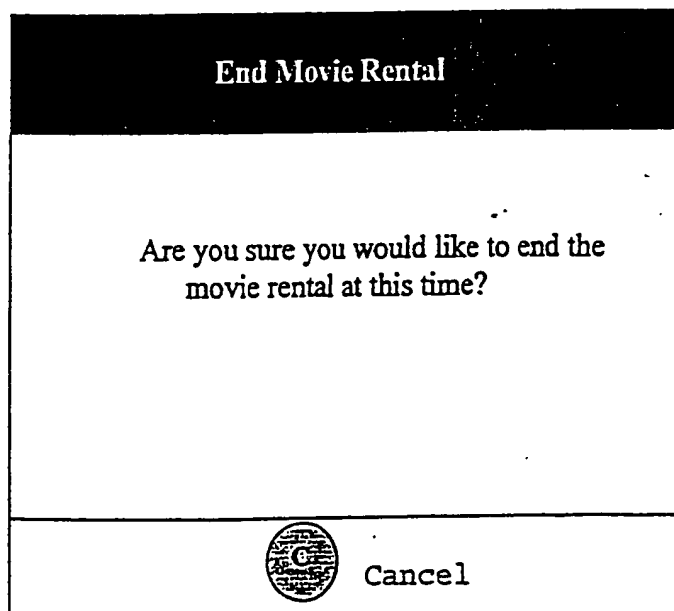 End Movie Rental
Are you sure you would like to end the
movie rental at this time?
C Cancel